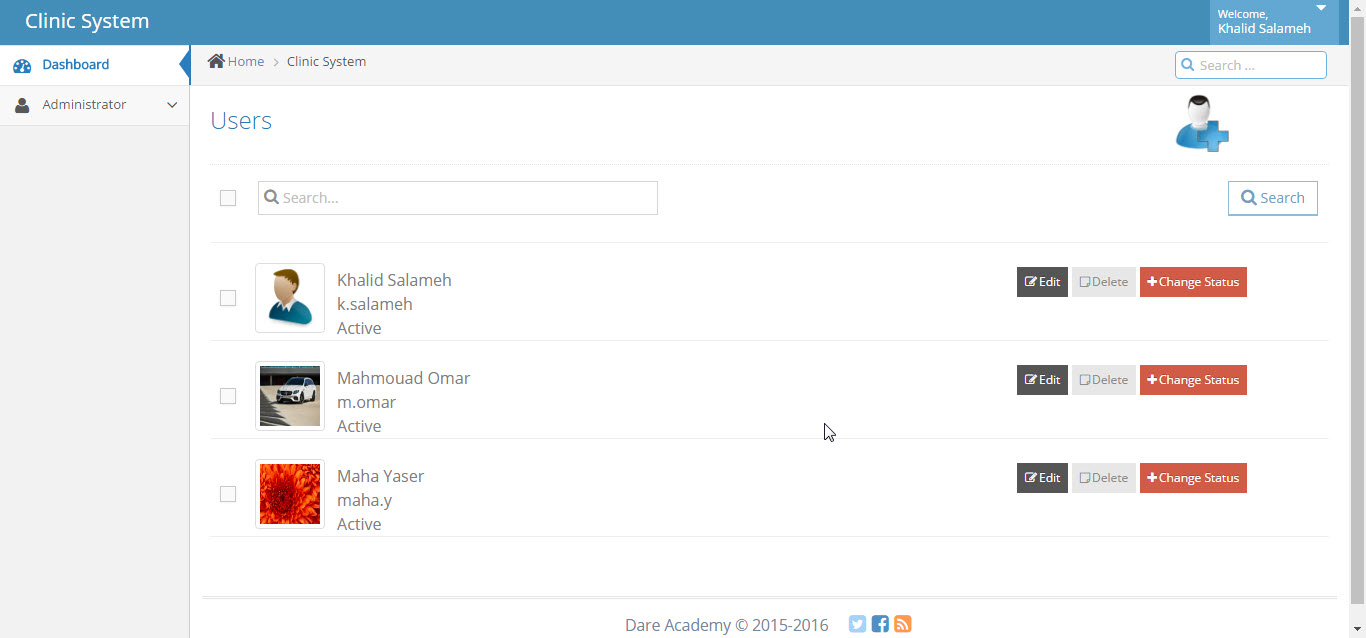 Clinic System
Welcome,
Khalid Salameh
Dashboard
Home > Clinic System
Search ...
Administrator
Users
Search...
Search
Khalid Salameh
k.salameh
Active
Edit
Delete
Change Status
Mahmouad Omar
m.omar
Active
Edit
Delete
Change Status
Maha Yaser
maha.y
Active
Edit
Delete
Change Status
Dare Academy © 2015-2016